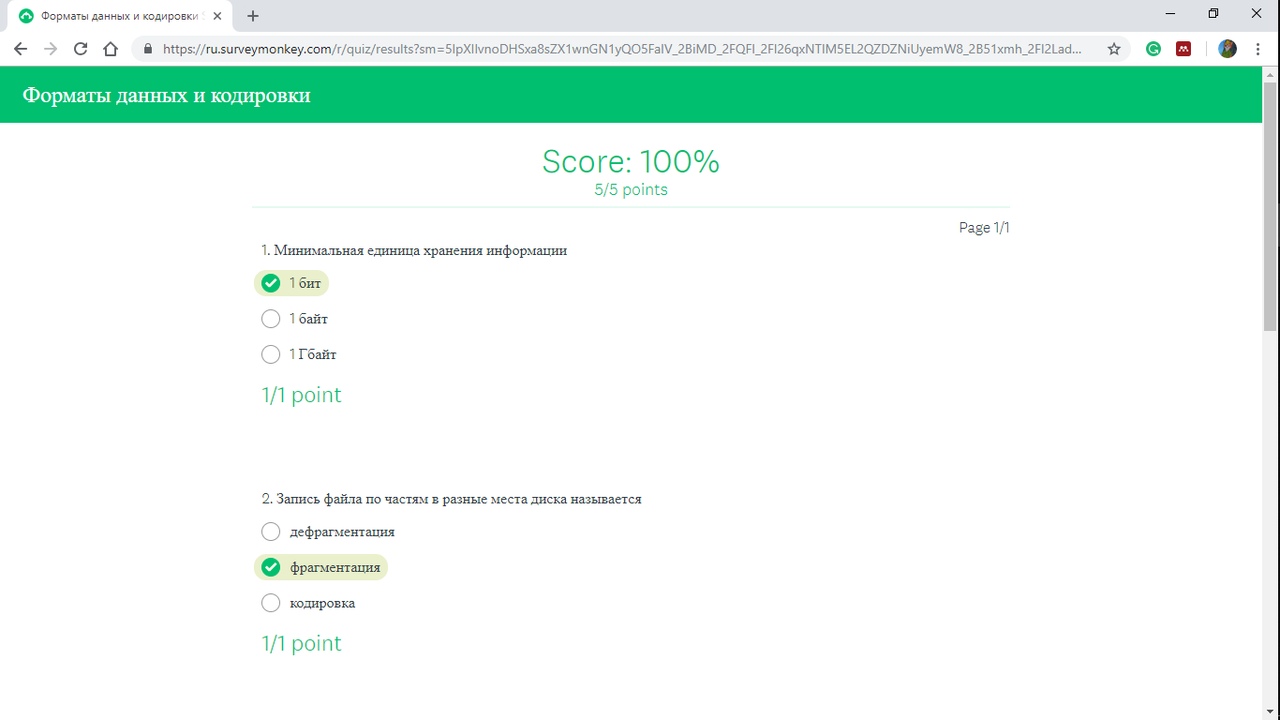 Форматы данных и кодировки
https://ru.surveymonkey.com/r/quiz/results?
Форматы данных и кодировки
Score: 100%
5/5 points
Page 1/1
1. Минимальная единица хранения информации
1 бит
1 байт
1 Гбайт
1/1 point
2. Запись файла по частям в разные места диска называется
дефрагментация
фрагментация
кодировка
1/1 point